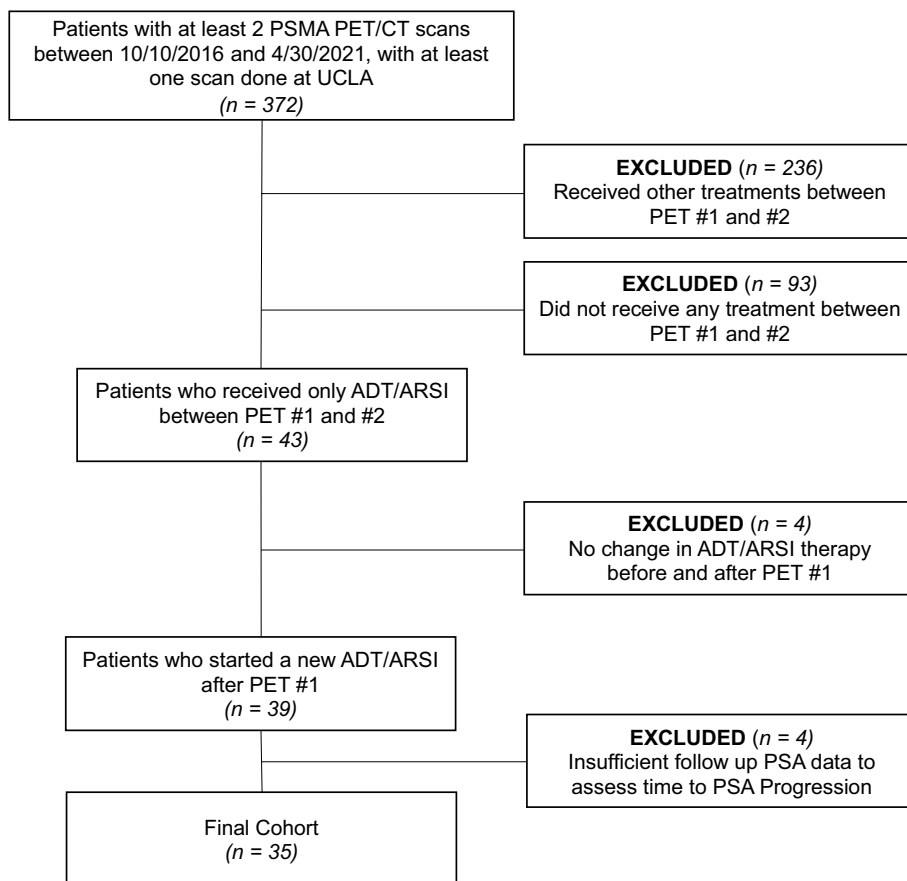 Patients with at least 2 PSMA PET/CT scans
between 10/10/2016 and 4/30/2021, with at least
one scan done at UCLA
(n = 372)
EXCLUDED (n = 236)
Received other treatments between
PET #1 and #2
EXCLUDED (n = 93)
Did not receive any treatment between
PET #1 and #2
Patients who received only ADT/ARSI
between PET #1 and #2
(n = 43)
EXCLUDED (n = 4)
No change in ADT/ARSI therapy
before and after PET #1
Patients who started a new ADT/ARSI
after PET #1
(n = 39)
EXCLUDED (n = 4)
Insufficient follow up PSA data to
assess time to PSA Progression
Final Cohort
(n = 35)